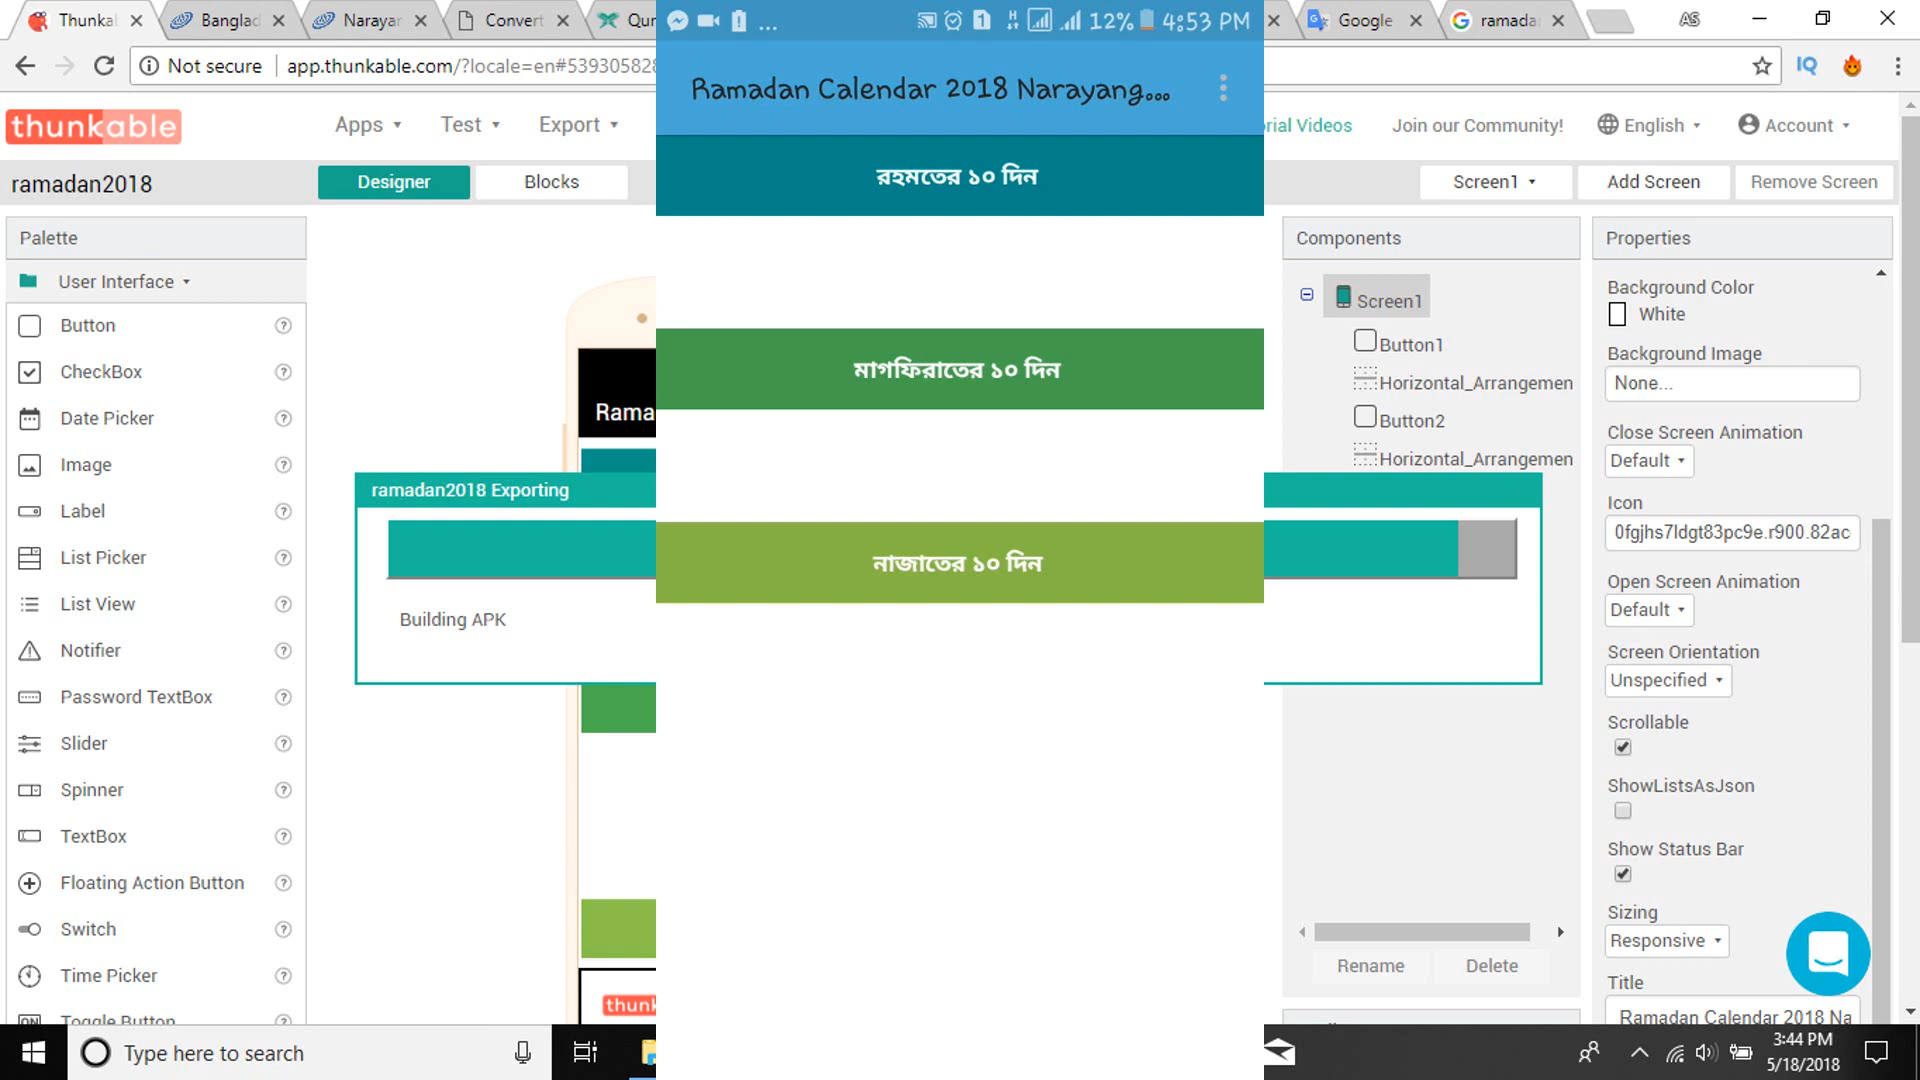 Thunkal
Banglad
Narayar
Convert
Qur
Google
ramadar
AS
Not secure
app.thunkable.com/?locale=en#539305828
IQ
thunkable
Apps
Test
Export
rial Videos
Join our Community!
English
Account
ramadan2018
Designer
Blocks
Screen1
Add Screen
Remove Screen
Palette
User Interface
Button
CheckBox
Date Picker
Image
Label
List Picker
List View
Notifier
Password TextBox
Slider
Spinner
TextBox
Floating Action Button
Switch
Time Picker
Toggle Button
Rama
ramadan2018 Exporting
Building APK
thunk
12% 4:53 PM
Ramadan Calendar 2018 Narayang...
রহমতের ১০ দিন
মাগফিরাতের ১০ দিন
নাজাতের ১০ দিন
Components
Screen1
Button1
Horizontal_Arrangemen
Button2
Horizontal_Arrangemen
Rename
Delete
Properties
Background Color
White
Background Image
None...
Close Screen Animation
Default
Icon
0fgjhs7ldgt83pc9e.r900.82ac
Open Screen Animation
Default
Screen Orientation
Unspecified
Scrollable
ShowListsAsJson
Show Status Bar
Sizing
Responsive
Title
Ramadan Calendar 2018 Na
Type here to search
3:44 PM
5/18/2018